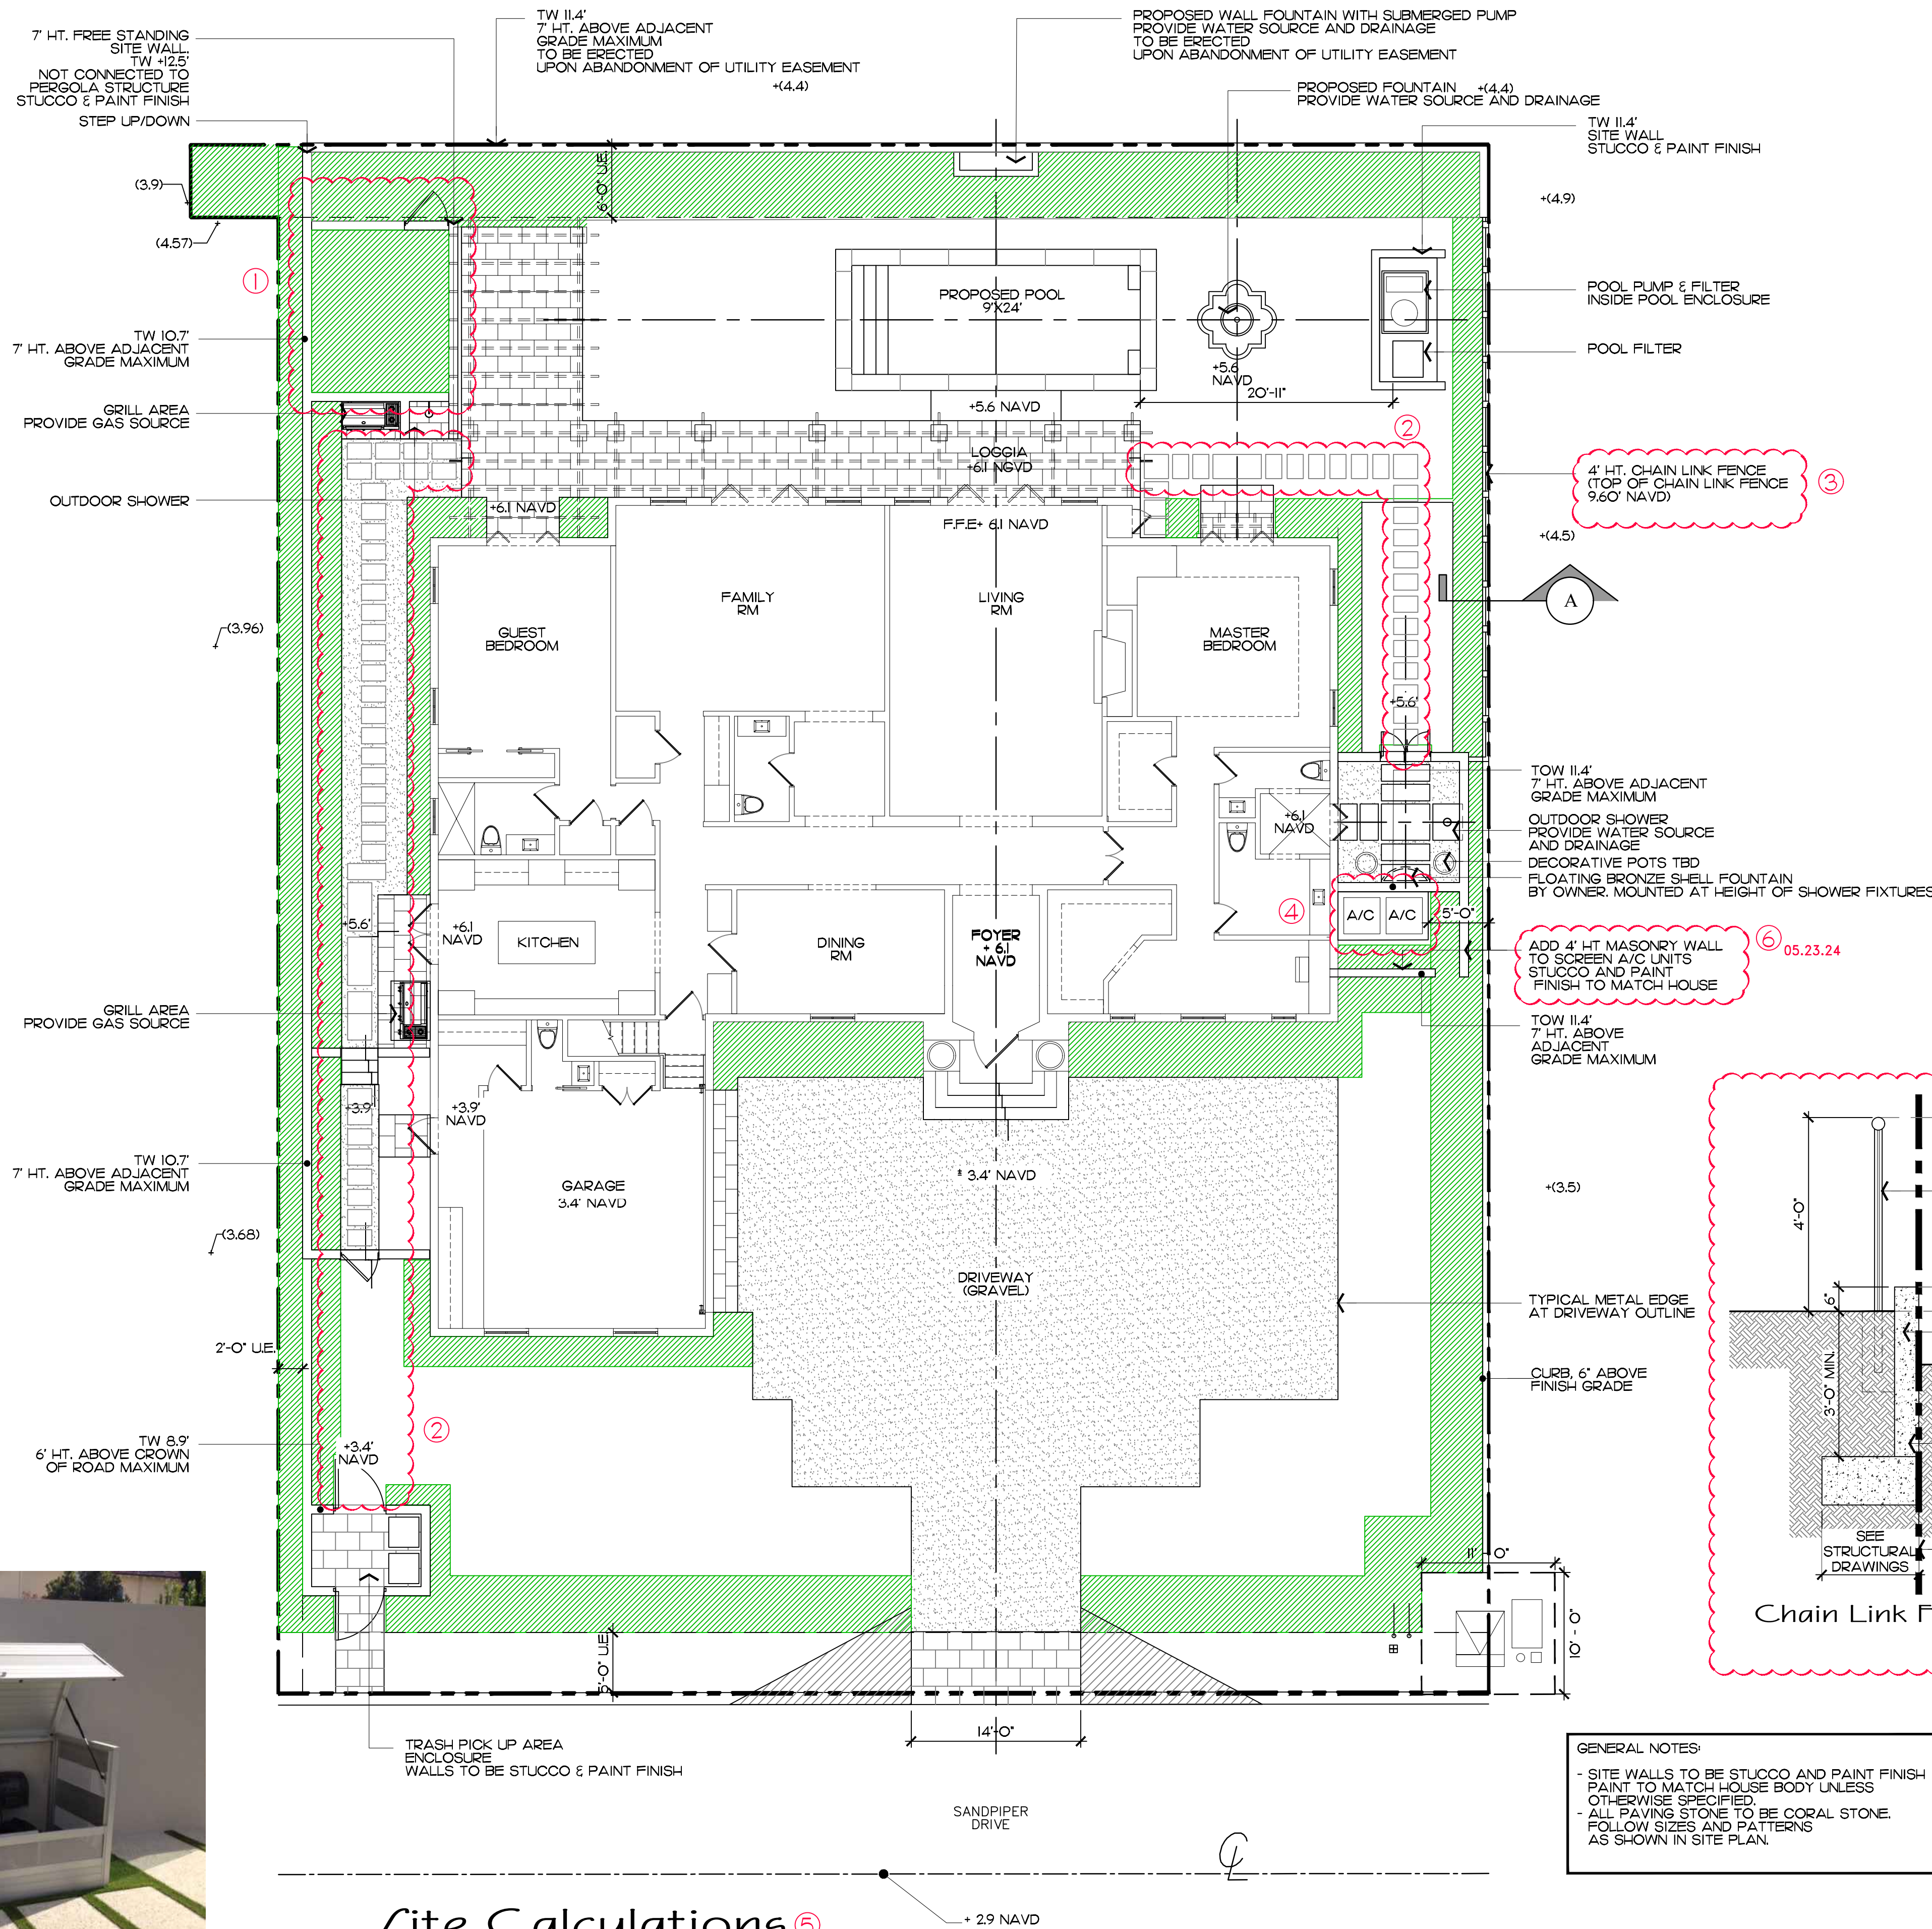 TW 11.4'
7' HT. ABOVE ADJACENT
GRADE MAXIMUM
TO BE ERECTED
UPON ABANDONMENT OF UTILITY EASEMENT
+(4.4)
PROPOSED WALL FOUNTAIN WITH SUBMERGED PUMP
PROVIDE WATER SOURCE AND DRAINAGE
TO BE ERECTED
UPON ABANDONMENT OF UTILITY EASEMENT
7' HT. FREE STANDING
SITE WALL.
TW +12.5'
NOT CONNECTED TO
PERGOLA STRUCTURE
STUCCO & PAINT FINISH
STEP UP/DOWN
PROPOSED FOUNTAIN +(4.4)
PROVIDE WATER SOURCE AND DRAINAGE
TW 11.4'
SITE WALL
STUCCO & PAINT FINISH
(3.9)
6'-0" U.E.
+(4.9)
(4.57)
1
PROPOSED POOL
9'X24'
POOL PUMP & FILTER
INSIDE POOL ENCLOSURE
TW 10.7'
7' HT. ABOVE ADJACENT
GRADE MAXIMUM
POOL FILTER
+5.6
NAVD
20'-11"
GRILL AREA
PROVIDE GAS SOURCE
+5.6 NAVD
2
LOGGIA
+6.1 NGVD
4' HT. CHAIN LINK FENCE
(TOP OF CHAIN LINK FENCE
9.60' NAVD)
3
OUTDOOR SHOWER
+6.1 NAVD
F.F.E+ 6.1 NAVD
+(4.5)
FAMILY
RM
LIVING
RM
A
(3.96)
GUEST
BEDROOM
MASTER
BEDROOM
+5.6'
TOW 11.4'
7' HT. ABOVE ADJACENT
GRADE MAXIMUM
+6.1
NAVD
OUTDOOR SHOWER
PROVIDE WATER SOURCE
AND DRAINAGE
DECORATIVE POTS TBD
FLOATING BRONZE SHELL FOUNTAIN
BY OWNER. MOUNTED AT HEIGHT OF SHOWER FIXTURES
+5.6'
+6.1
NAVD
KITCHEN
DINING
RM
FOYER
+ 6.1
NAVD
4
A/C
A/C
5'-0"
ADD 4' HT MASONRY WALL
TO SCREEN A/C UNITS
STUCCO AND PAINT
FINISH TO MATCH HOUSE
6
05.23.24
GRILL AREA
PROVIDE GAS SOURCE
TOW 11.4'
7' HT. ABOVE
ADJACENT
GRADE MAXIMUM
+3.9'
+3.9'
NAVD
TW 10.7'
7' HT. ABOVE ADJACENT
GRADE MAXIMUM
GARAGE
3.4' NAVD
± 3.4' NAVD
+(3.5)
4'-0"
(3.68)
DRIVEWAY
(GRAVEL)
TYPICAL METAL EDGE
AT DRIVEWAY OUTLINE
6"
2'-0" U.E.
CURB, 6" ABOVE
FINISH GRADE
3'-0" MIN.
2
TW 8.9'
6' HT. ABOVE CROWN
OF ROAD MAXIMUM
+3.4'
NAVD
11' - 0"
SEE
STRUCTURAL
DRAWINGS
10' - 0"
Chain Link F
5'-0" U.E.
14'-0"
TRASH PICK UP AREA
ENCLOSURE
WALLS TO BE STUCCO & PAINT FINISH
GENERAL NOTES:
- SITE WALLS TO BE STUCCO AND PAINT FINISH
PAINT TO MATCH HOUSE BODY UNLESS
OTHERWISE SPECIFIED.
- ALL PAVING STONE TO BE CORAL STONE.
FOLLOW SIZES AND PATTERNS
AS SHOWN IN SITE PLAN.
SANDPIPER
DRIVE
CL
Site Calculations 5
+ 2.9 NAVD